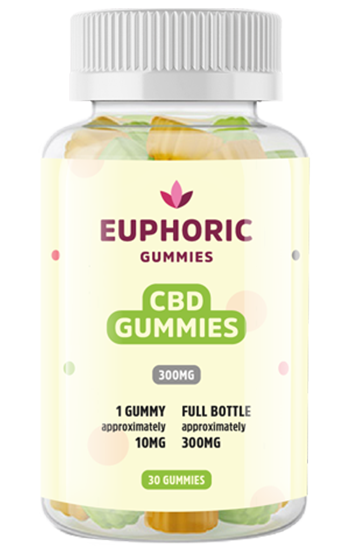 EUPHORIC
GUMMIES
CBD
GUMMIES
300MG
1 GUMMY
approximately
10MG
FULL BOTTLE
approximately
300MG
30 GUMMIES